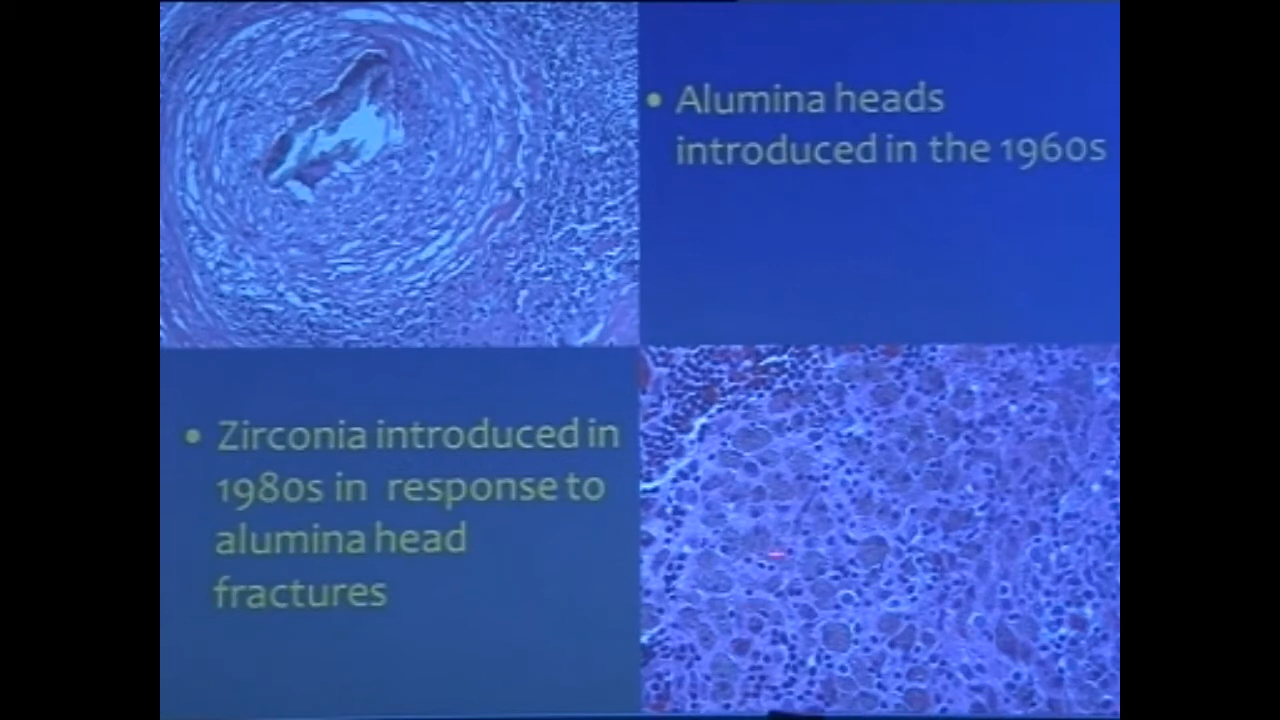 • Alumina heads
introduced in the 1960s
• Zirconia introduced in
1980s in response to
alumina head
fractures